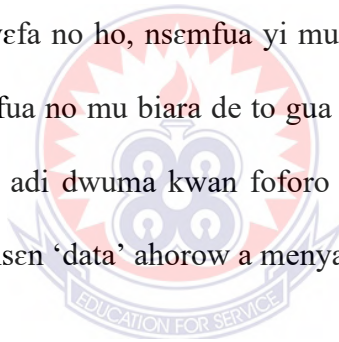 ɛfa no ho, nsɛmfua yi mu
fua no mu biara de to gua
adi dwuma kwan foforo
sɛn ‘data’ ahorow a menya
EDUCATION FOR SERVICE